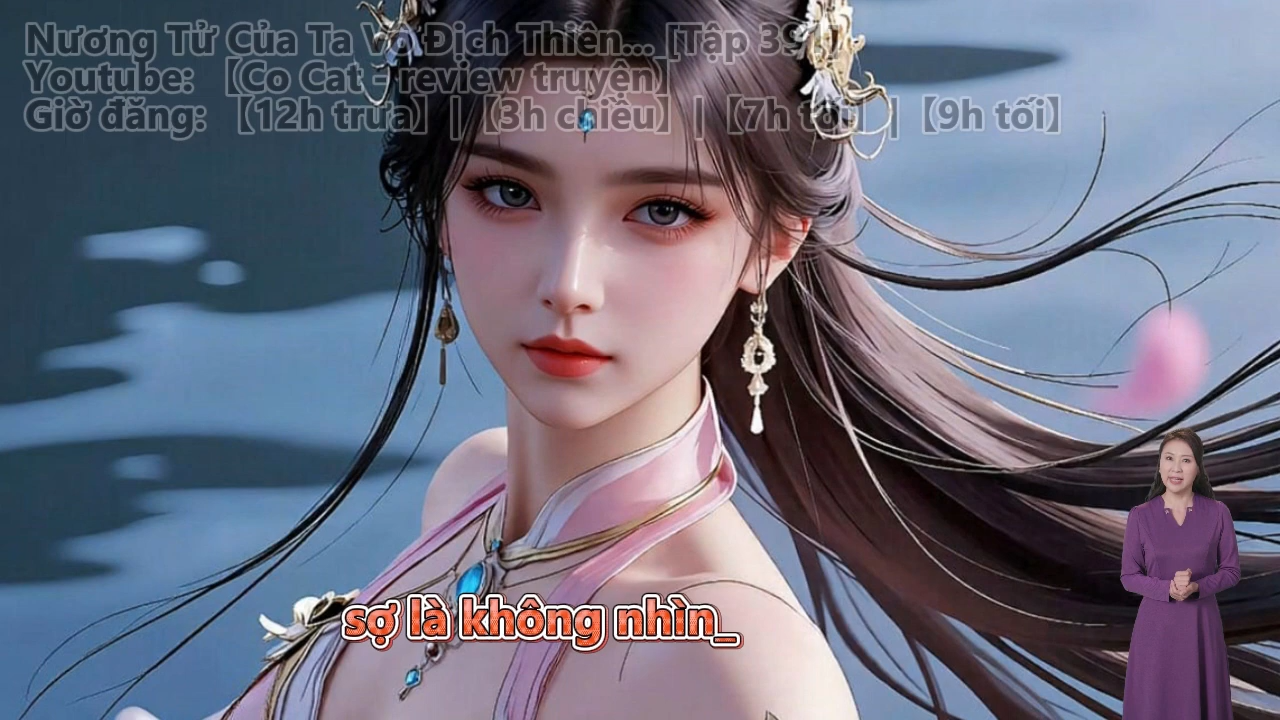 Nương Tử Của Ta Vô Địch Thiên... [Tập 39
Youtube: 【Co Cat - review truyện】
Giờ đăng: 【12h trưa】 | 【3h chiều】 | 【7h tối】 | 【9h tối】
sợ là không nhìn_